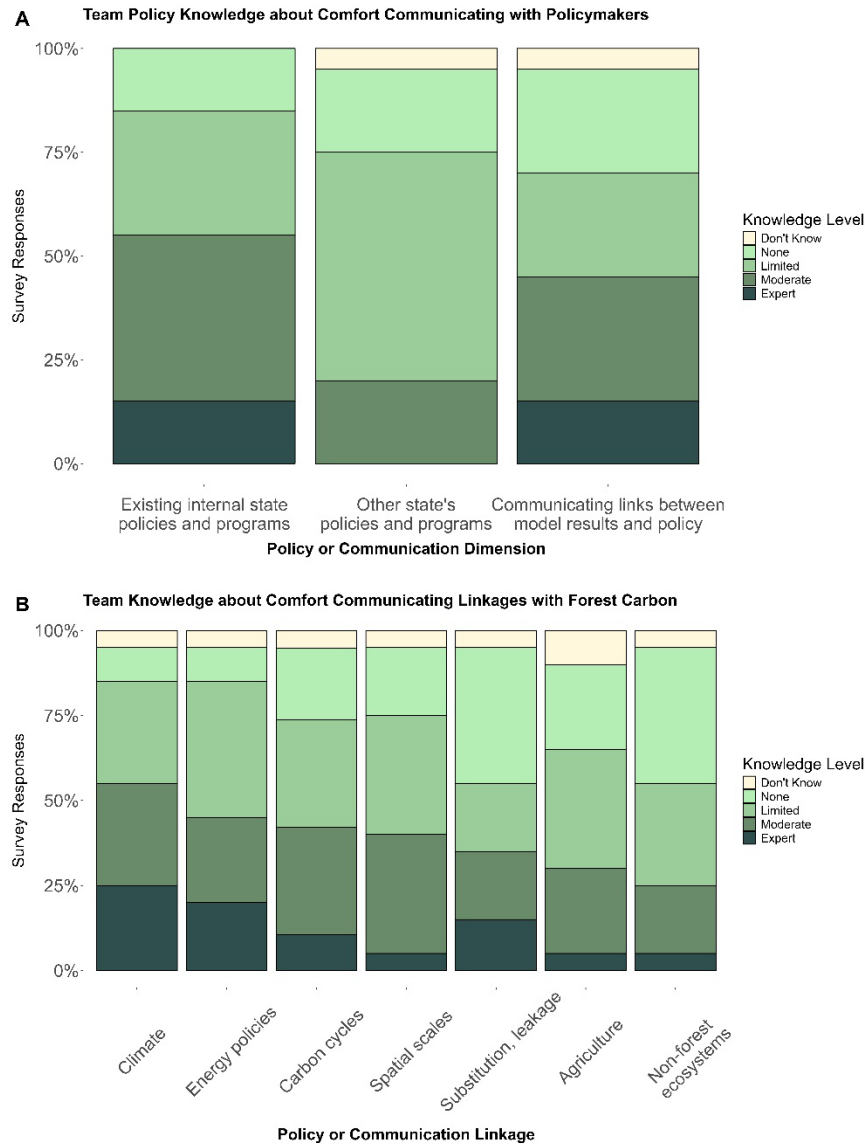 A
Team Policy Knowledge about Comfort Communicating with Policymakers
100%
75%
50%
25%
0%
Survey Responses
Existing internal state
policies and programs
Other state's
policies and programs
Communicating links between
model results and policy
Policy or Communication Dimension
Knowledge Level
Don't Know
None
Limited
Moderate
Expert
B
Team Knowledge about Comfort Communicating Linkages with Forest Carbon
100%
75%
50%
25%
0%
Survey Responses
Climate
Energy policies
Carbon cycles
Spatial scales
Substitution, leakage
Agriculture
Non-forest
ecosystems
Policy or Communication Linkage
Knowledge Level
Don't Know
None
Limited
Moderate
Expert